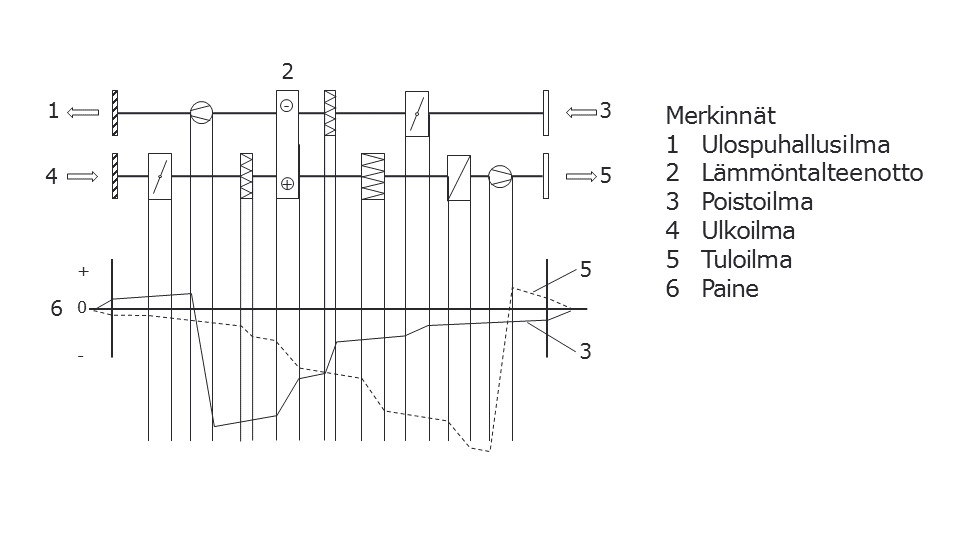 2
1
3
4
5
+
6 0
-
5
3
Merkinnät
1 Ulospuhallusilma
2 Lämmöntalteenotto
3 Poistoilma
4 Ulkoilma
5 Tuloilma
6 Paine